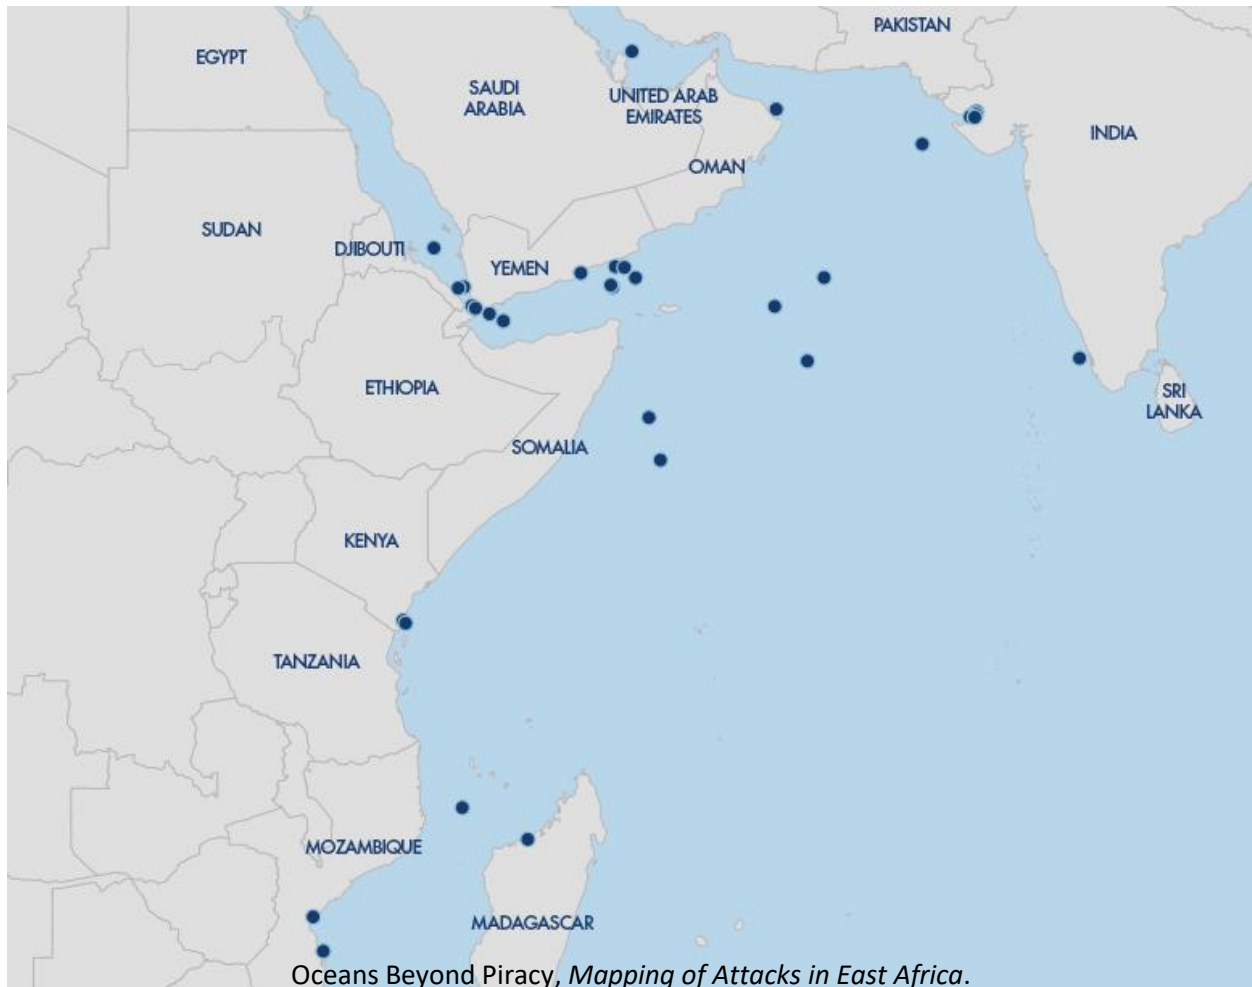 PAKISTAN
EGYPT
SAUDI
ARABIA
UNITED ARAB
EMIRATES
INDIA
OMAN
SUDAN
DJIBOUTI
YEMEN
ETHIOPIA
SRI
LANKA
SOMALIA
KENYA
TANZANIA
MOZAMBIQUE
MADAGASCAR
Oceans Beyond Piracy, Mapping of Attacks in East Africa.